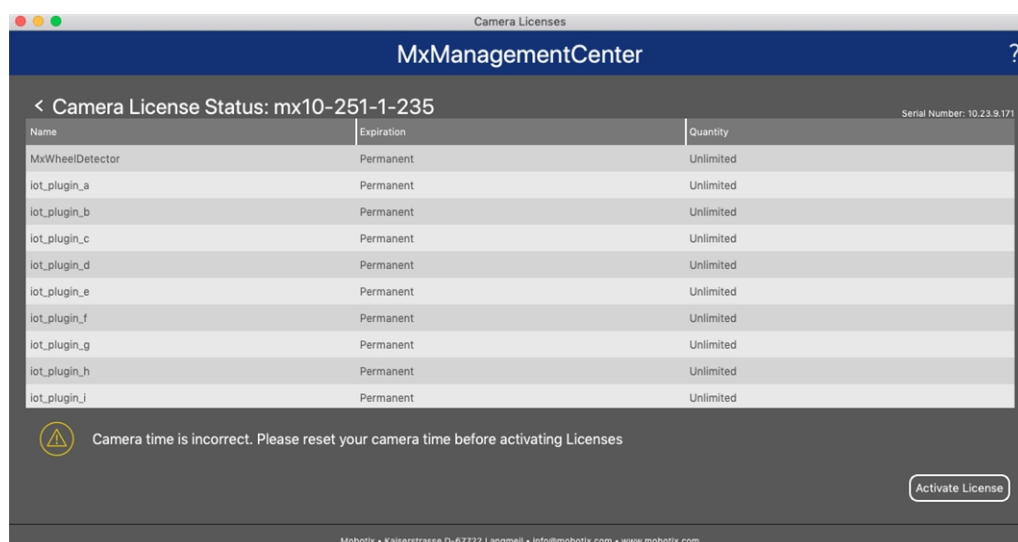 Camera Licenses
MxManagementCenter
?
< Camera License Status: mx10-251-1-235
Serial Number: 10.23.9.171
Name Expiration Quantity
MxWheelDetector Permanent Unlimited
iot_plugin_a Permanent Unlimited
iot_plugin_b Permanent Unlimited
iot_plugin_c Permanent Unlimited
iot_plugin_d Permanent Unlimited
iot_plugin_e Permanent Unlimited
iot_plugin_f Permanent Unlimited
iot_plugin_g Permanent Unlimited
iot_plugin_h Permanent Unlimited
iot_plugin_i Permanent Unlimited
Camera time is incorrect. Please reset your camera time before activating Licenses
Activate License
Mobotix • Kaiserstrasse D-67722 Langmeil • info@mobotix.com • www.mobotix.com